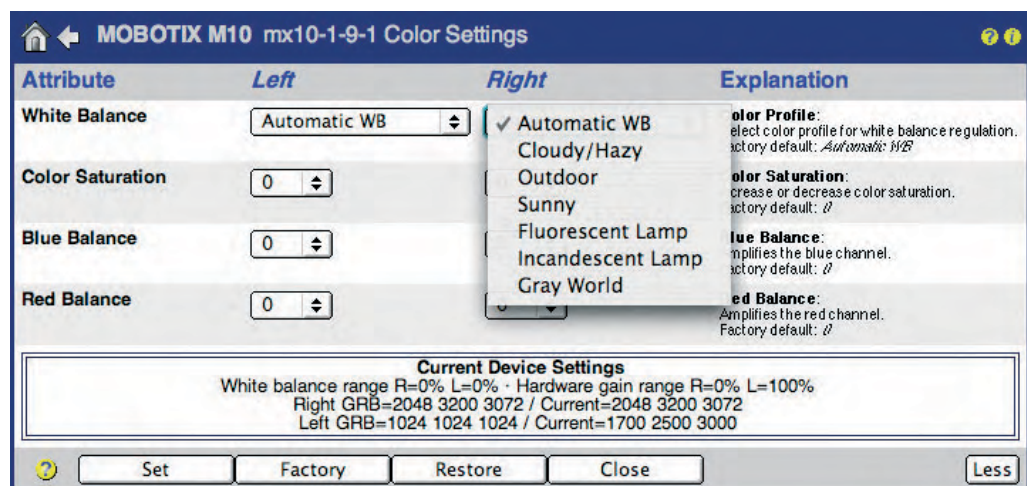 MOBOTIX M10 mx10-1-9-1 Color Settings ? i
Attribute Left Right Explanation
White Balance Automatic WB
✓ Automatic WB
Cloudy/Hazy
Outdoor
Sunny
Fluorescent Lamp
Incandescent Lamp
Gray World
olor Profile:
elect color profile for white balance regulation.
actory default: Automatic WB
Color Saturation 0
olor Saturation:
crease or decrease color saturation.
actory default: 0
Blue Balance 0
lue Balance:
mplifies the blue channel.
actory default: 0
Red Balance 0
ed Balance:
Amplifies the red channel.
Factory default: 0
Current Device Settings
White balance range R=0% L=0% · Hardware gain range R=0% L=100%
Right GRB=2048 3200 3072 / Current=2048 3200 3072
Left GRB=1024 1024 1024 / Current=1700 2500 3000
? Set Factory Restore Close Less